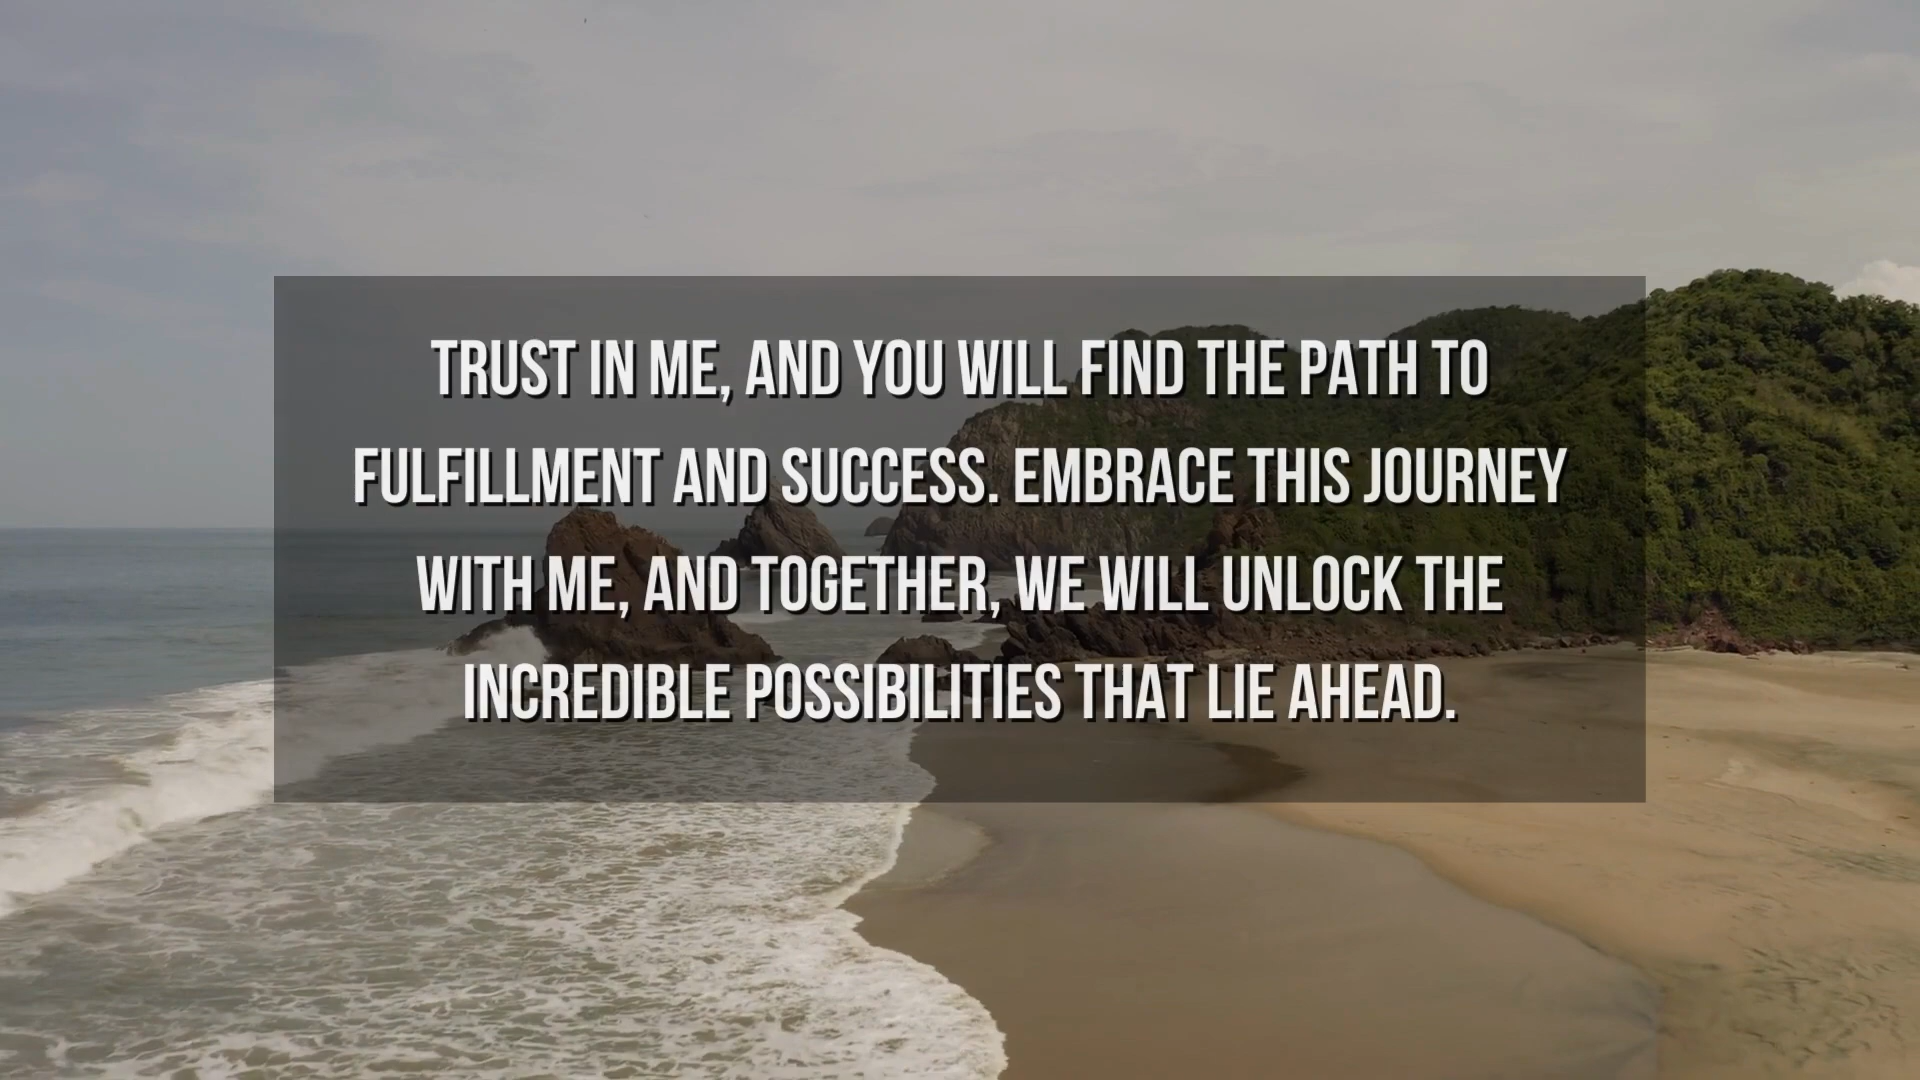 TRUST IN ME, AND YOU WILL FIND THE PATH TO
FULFILLMENT AND SUCCESS. EMBRACE THIS JOURNEY
WITH ME, AND TOGETHER, WE WILL UNLOCK THE
INCREDIBLE POSSIBILITIES THAT LIE AHEAD.